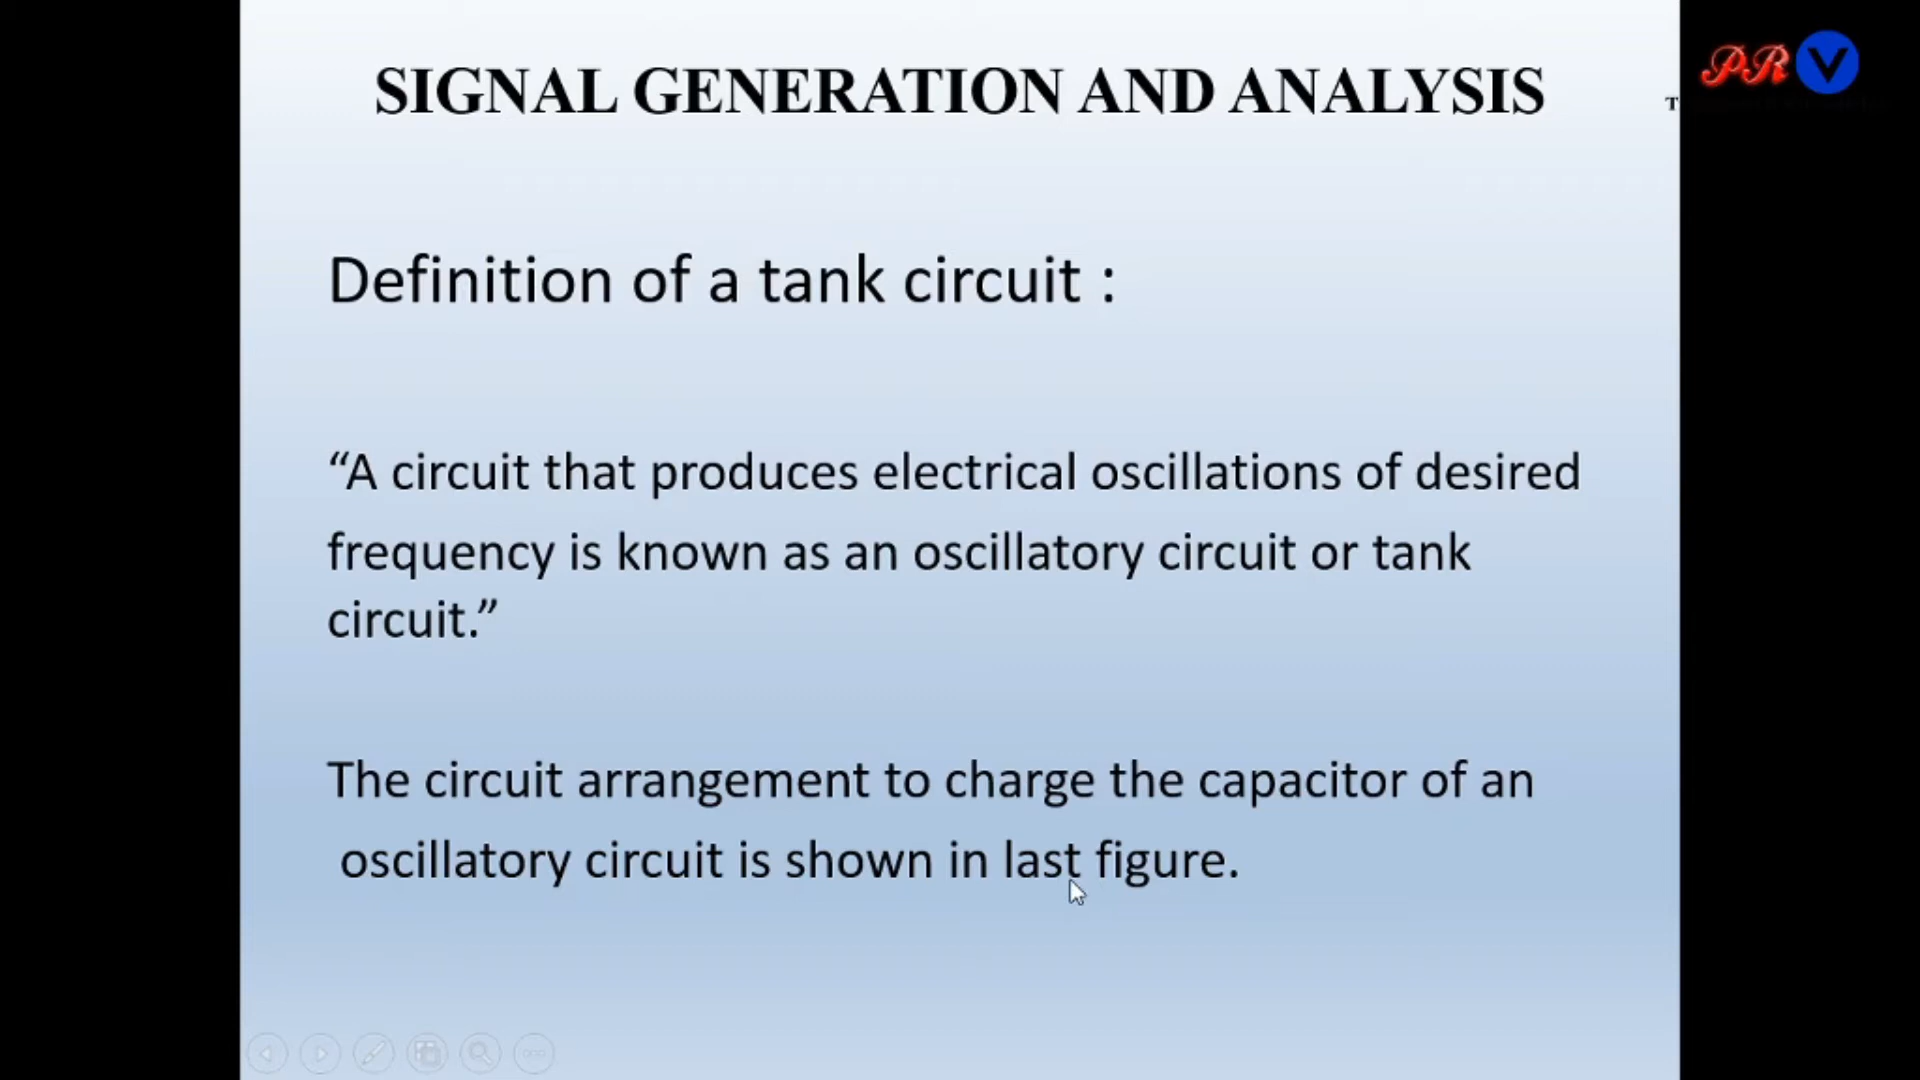 SIGNAL GENERATION AND ANALYSIS
PR V
Definition of a tank circuit :
“A circuit that produces electrical oscillations of desired
frequency is known as an oscillatory circuit or tank
circuit.”
The circuit arrangement to charge the capacitor of an
oscillatory circuit is shown in last figure.